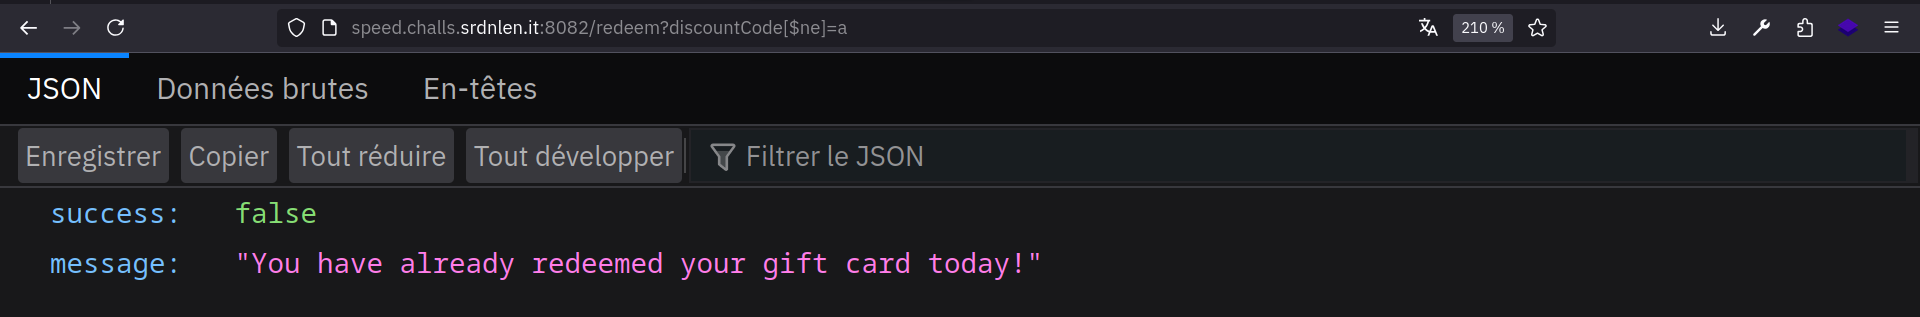 speed.challs.srdnlen.it:8082/redeem?discountCode[$ne]=a 210 %
JSON Données brutes En-têtes
Enregistrer Copier Tout réduire Tout développer Filtrer le JSON
success: false
message: "You have already redeemed your gift card today!"